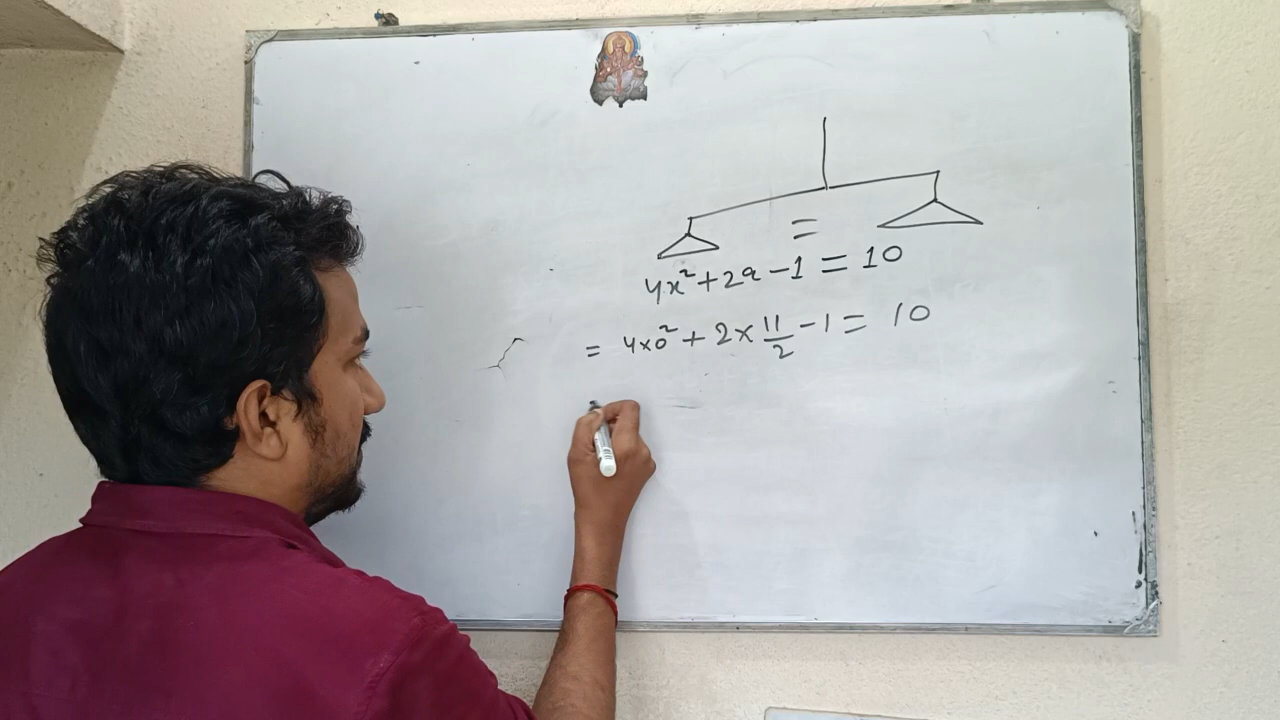 =
4x² + 2a - 1 = 10
= 4×0² + 2 × 11/2 - 1 = 10